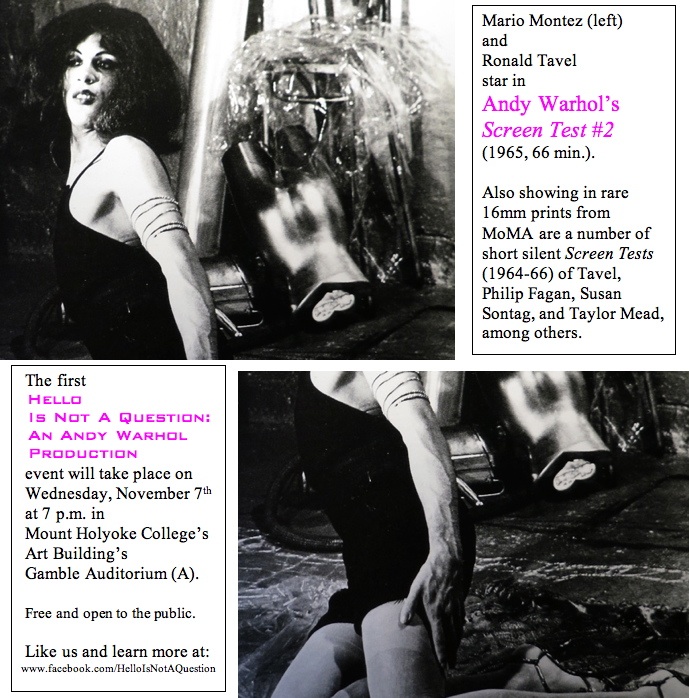 Mario Montez (left)
and
Ronald Tavel
star in
Andy Warhol's
Screen Test #2
(1965, 66 min.).
Also showing in rare
16mm prints from
MoMA are a number of
short silent Screen Tests
(1964-66) of Tavel,
Philip Fagan, Susan
Sontag, and Taylor Mead,
among others.
The first
Hello
Is Not A Question:
An Andy Warhol
Production
event will take place on
Wednesday, November 7th
at 7 p.m. in
Mount Holyoke College's
Art Building's
Gamble Auditorium (A).
Free and open to the public.
Like us and learn more at:
www.facebook.com/HelloIsNotAQuestion